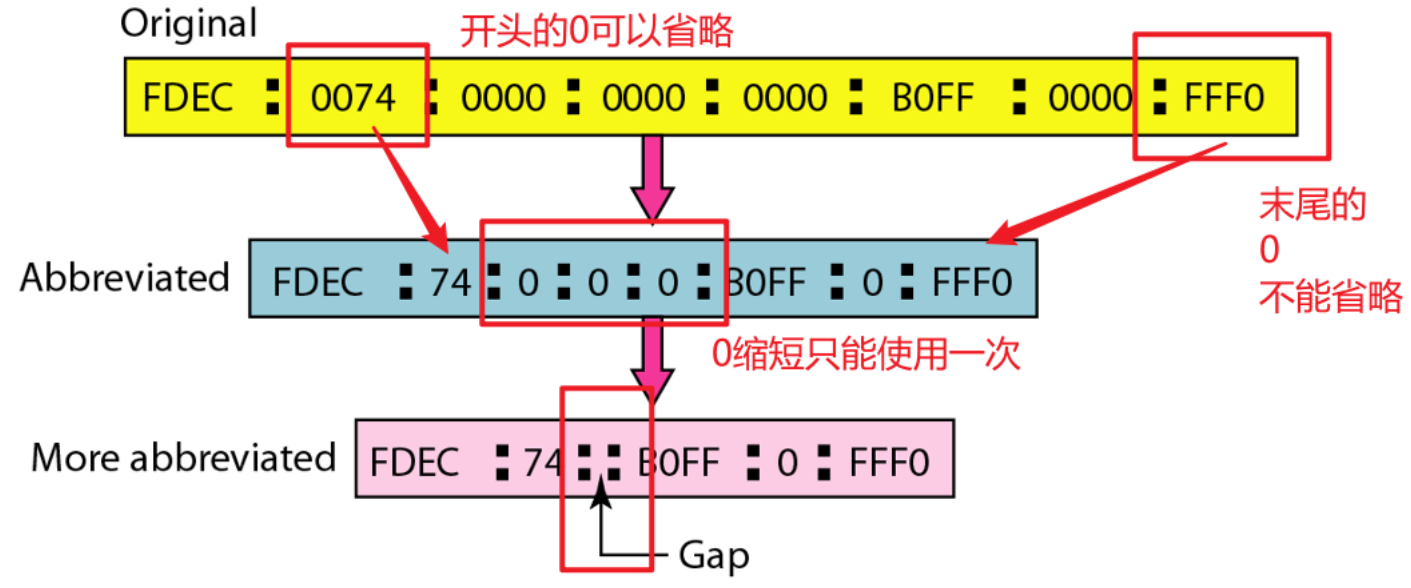 Original
开头的0可以省略
FDEC : 0074 : 0000 : 0000 : 0000 : B0FF : 0000 : FFF0
末尾的
0
不能省略
Abbreviated
FDEC : 74 : 0 : 0 : 0 : B0FF : 0 : FFF0
0缩短只能使用一次
More abbreviated
FDEC : 74 : : B0FF : 0 : FFF0
Gap